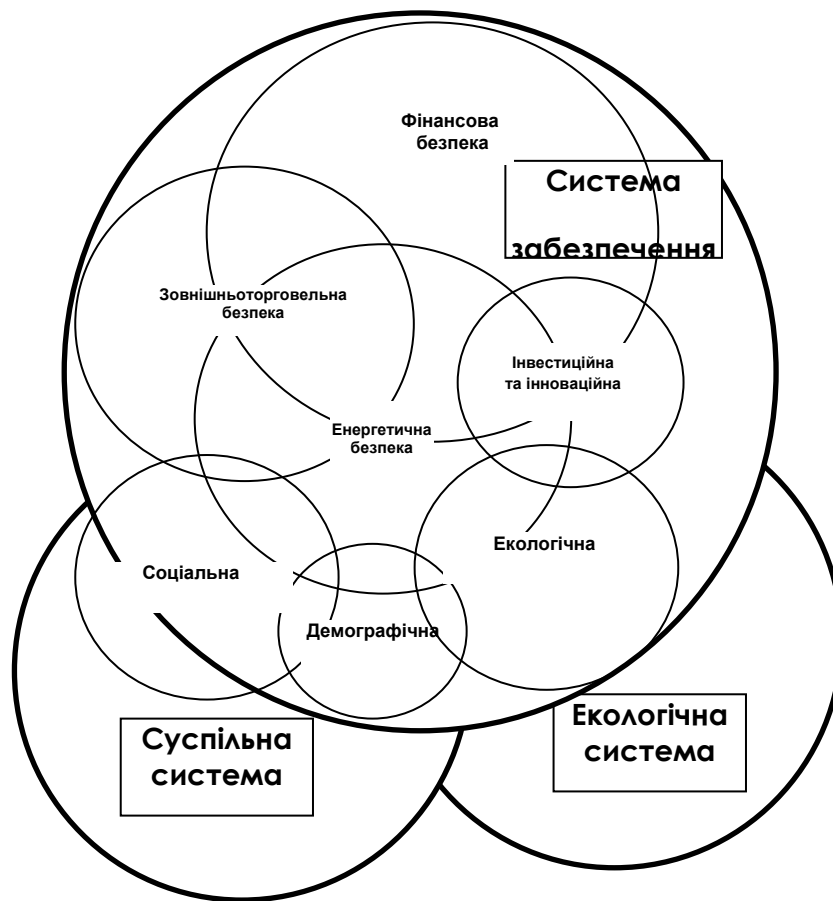 Фінансова
безпека
Система
забезпечення
Зовнішньоторговельна
безпека
Інвестиційна
та інноваційна
Енергетична
безпека
Екологічна
Соціальна
Демографічна
Суспільна
система
Екологічна
система